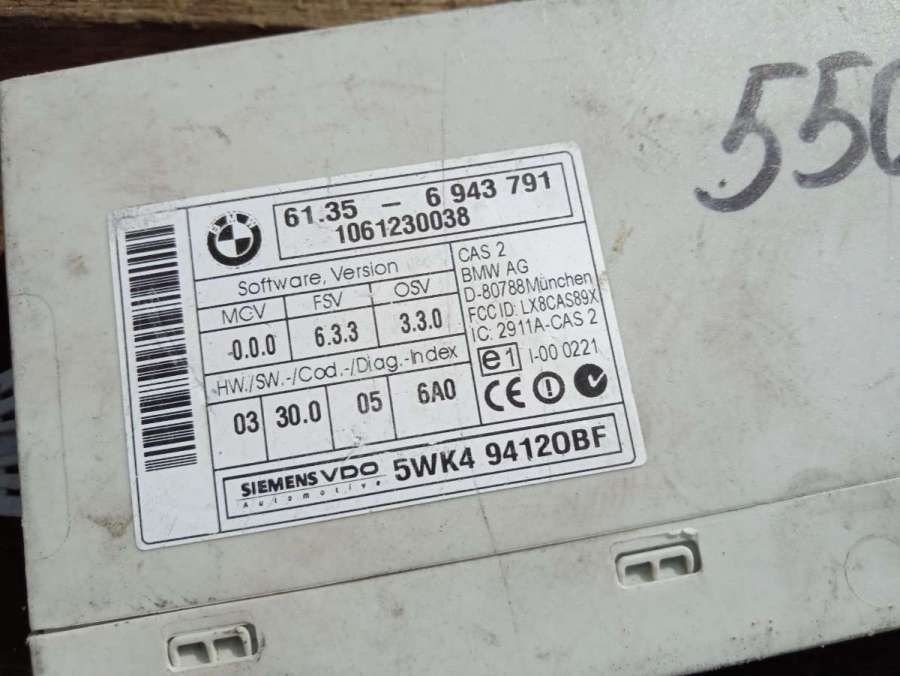 550
BMW
61.35 - 6 943 791
1061230038
Software, Version
MCV FSV OSV
0.0.0 6.3.3 3.3.0
HW./SW.-/Cod.-/Diag.-Index
03 30.0 05 6A0
CAS 2
BMW AG
D-80788München
FCC ID: LX8CAS89X
IC: 2911A-CAS 2
e1 I-00 0221
CE
SIEMENS VDO
Automotive
5WK4 94120BF